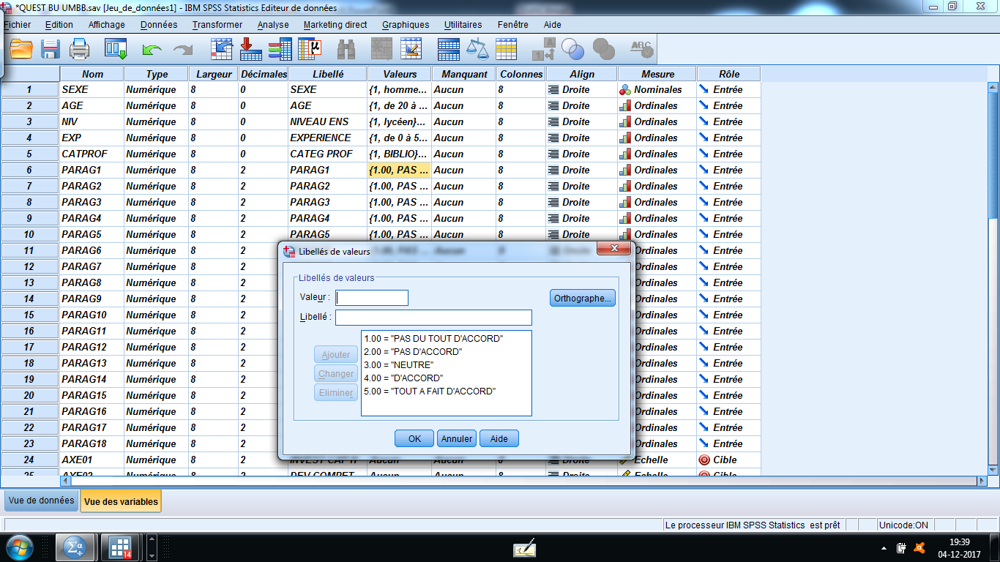 *QUEST BU UMBB.sav [Jeu_de_données1] - IBM SPSS Statistics Editeur de données
Fichier Edition Affichage Données Transformer Analyse Marketing direct Graphiques Utilitaires Fenêtre Aide
Nom Type Largeur Décimales Libellé Valeurs Manquant Colonnes Align Mesure Rôle
1 SEXE Numérique 8 0 SEXE {1, homme... Aucun 8 Droite Nominales Entrée
2 AGE Numérique 8 0 AGE {1, de 20 à ... Aucun 8 Droite Ordinales Entrée
3 NIV Numérique 8 0 NIVEAU ENS {1, lycéen}... Aucun 8 Droite Ordinales Entrée
4 EXP Numérique 8 0 EXPERIENCE {1, de 0 à 5... Aucun 8 Droite Ordinales Entrée
5 CATPROF Numérique 8 0 CATEG PROF {1, BIBLIO}... Aucun 8 Droite Ordinales Entrée
6 PARAG1 Numérique 8 2 PARAG1 {1.00, PAS ... Aucun 8 Droite Ordinales Entrée
7 PARAG2 Numérique 8 2 PARAG2 {1.00, PAS ... Aucun 8 Droite Ordinales Entrée
8 PARAG3 Numérique 8 2 PARAG3 {1.00, PAS ... Aucun 8 Droite Ordinales Entrée
9 PARAG4 Numérique 8 2 PARAG4 {1.00, PAS ... Aucun 8 Droite Ordinales Entrée
10 PARAG5 Numérique 8 2 PARAG5 {1.00, PAS ... Aucun 8 Droite Ordinales Entrée
11 PARAG6 Numérique 8 2 Ordinales Entrée
12 PARAG7 Numérique 8 2 Ordinales Entrée
13 PARAG8 Numérique 8 2 Ordinales Entrée
14 PARAG9 Numérique 8 2 Ordinales Entrée
15 PARAG10 Numérique 8 2 Ordinales Entrée
16 PARAG11 Numérique 8 2 Ordinales Entrée
17 PARAG12 Numérique 8 2 Ordinales Entrée
18 PARAG13 Numérique 8 2 Ordinales Entrée
19 PARAG14 Numérique 8 2 Ordinales Entrée
20 PARAG15 Numérique 8 2 Ordinales Entrée
21 PARAG16 Numérique 8 2 Ordinales Entrée
22 PARAG17 Numérique 8 2 Ordinales Entrée
23 PARAG18 Numérique 8 2 Ordinales Entrée
24 AXE01 Numérique 8 2 Aucun Aucun 8 Droite Echelle Cible
25 AXE02 Numérique 8 2 DEV COMPET Aucun Aucun 8 Droite Echelle Cible
Libellés de valeurs
Libellés de valeurs
Valeur :
Orthographe...
Libellé :
1.00 = "PAS DU TOUT D'ACCORD"
2.00 = "PAS D'ACCORD"
3.00 = "NEUTRE"
4.00 = "D'ACCORD"
5.00 = "TOUT A FAIT D'ACCORD"
Ajouter
Changer
Eliminer
OK Annuler Aide
Vue de données Vue des variables
Le processeur IBM SPSS Statistics est prêt Unicode:ON
14
19:39
04-12-2017